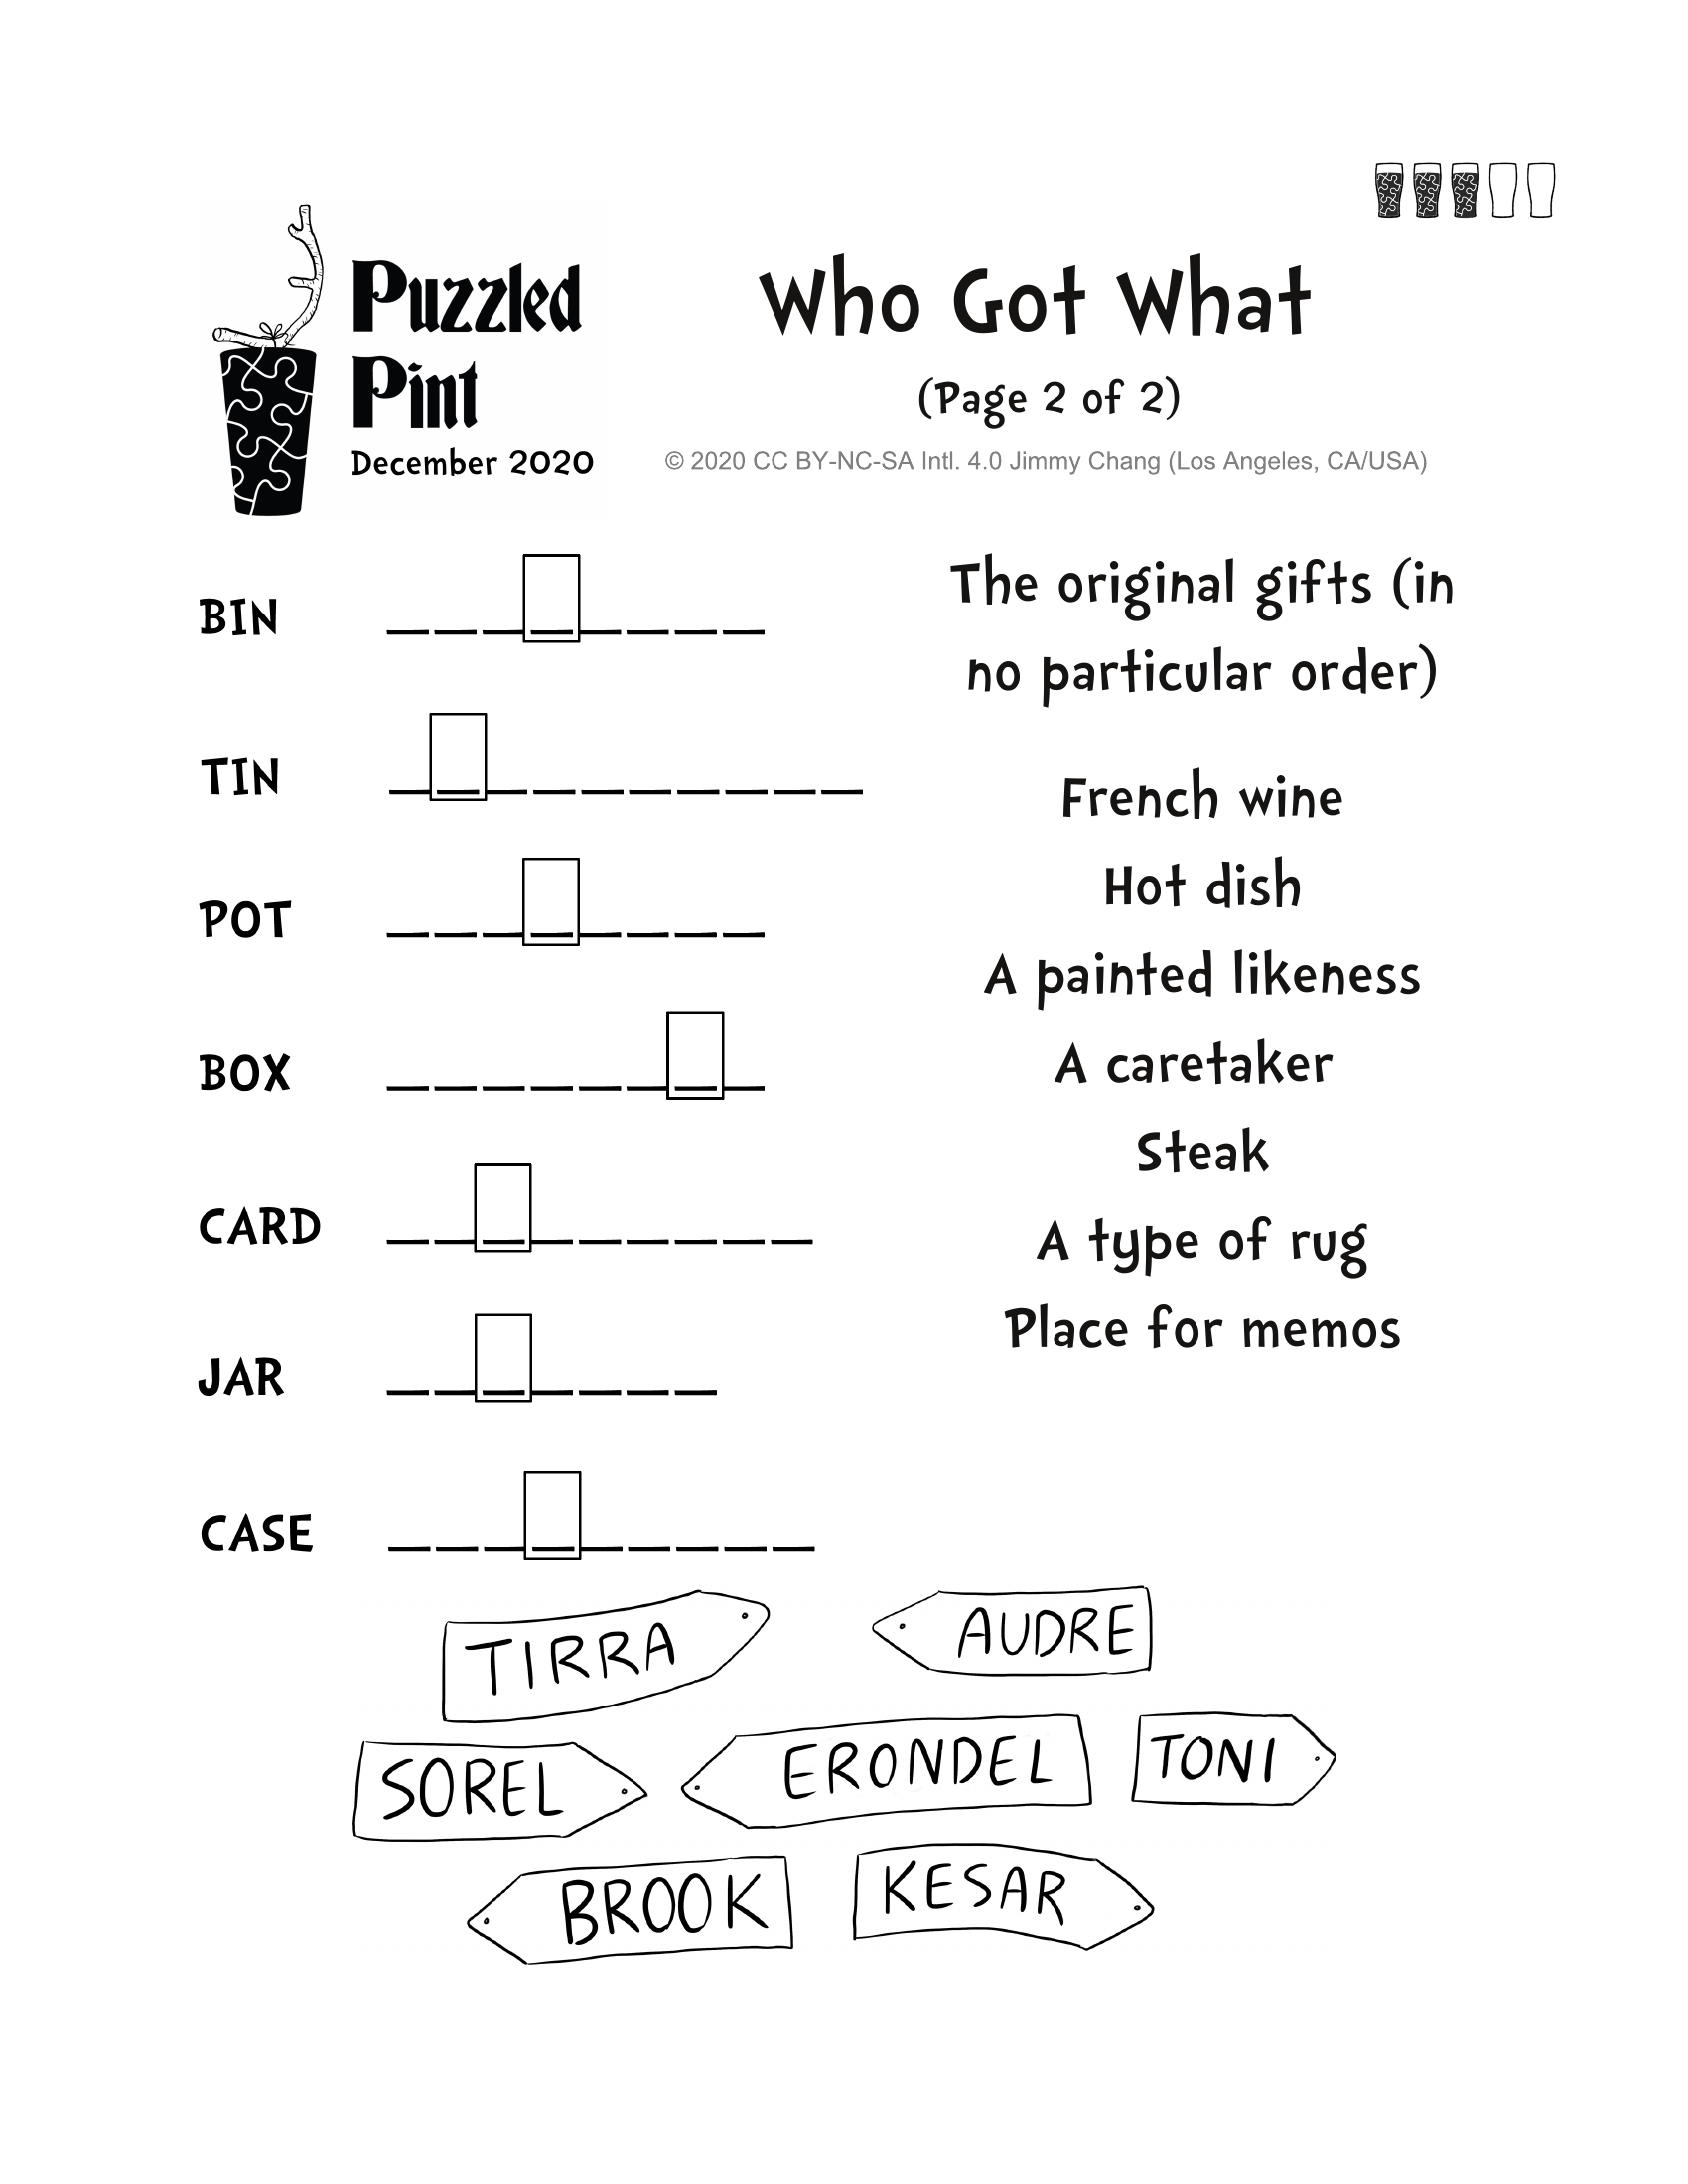 Puzzled
Pint
December 2020
Who Got What
(Page 2 of 2)
© 2020 CC BY-NC-SA Intl. 4.0 Jimmy Chang (Los Angeles, CA/USA)
BIN
TIN
POT
BOX
CARD
JAR
CASE
The original gifts (in
no particular order)
French wine
Hot dish
A painted likeness
A caretaker
Steak
A type of rug
Place for memos
TIRRA
AUDRE
SOREL
ERONDEL
TONI
BROOK
KESAR